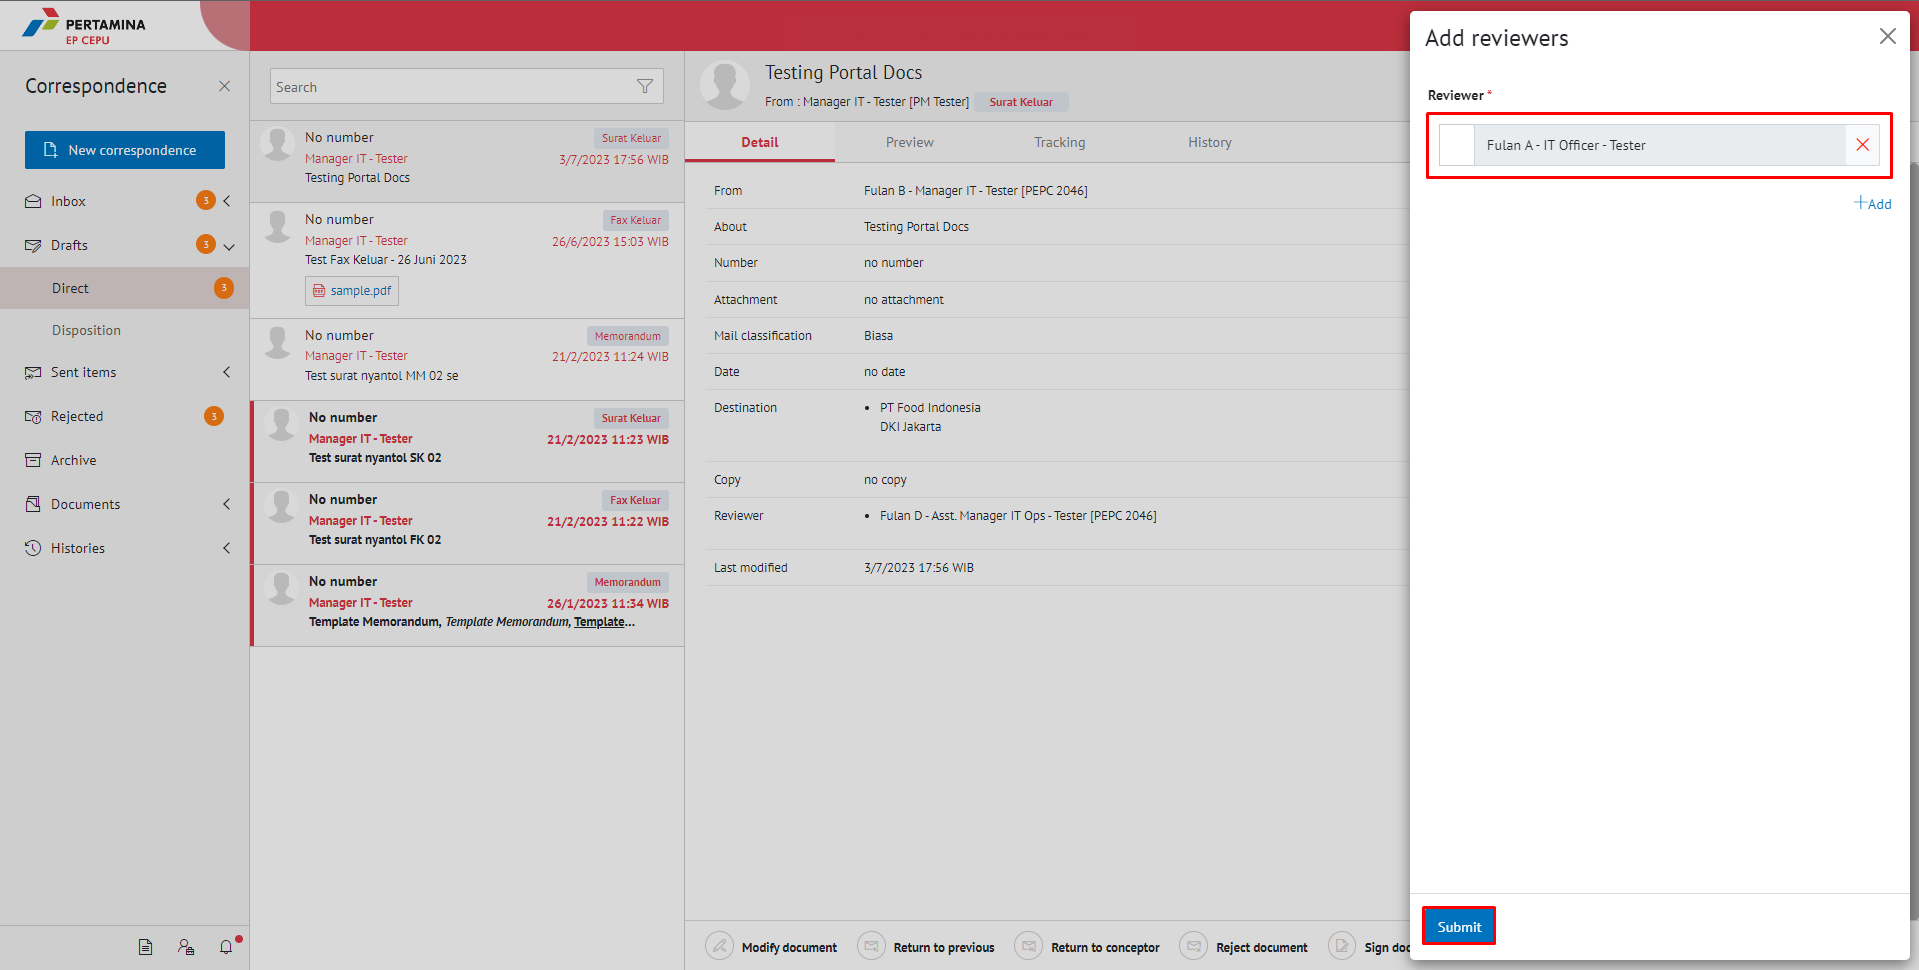 PERTAMINA
EP CEPU
Correspondence
New correspondence
Inbox 3
Drafts 3
Direct 3
Disposition
Sent items
Rejected 3
Archive
Documents
Histories
Search
No number Surat Keluar
Manager IT - Tester 3/7/2023 17:56 WIB
Testing Portal Docs
No number Fax Keluar
Manager IT - Tester 26/6/2023 15:03 WIB
Test Fax Keluar - 26 Juni 2023
sample.pdf
No number Memorandum
Manager IT - Tester 21/2/2023 11:24 WIB
Test surat nyantol MM 02 se
No number Surat Keluar
Manager IT - Tester 21/2/2023 11:23 WIB
Test surat nyantol SK 02
No number Fax Keluar
Manager IT - Tester 21/2/2023 11:22 WIB
Test surat nyantol FK 02
No number Memorandum
Manager IT - Tester 26/1/2023 11:34 WIB
Template Memorandum, Template Memorandum, Template...
Testing Portal Docs
From : Manager IT - Tester [PM Tester] Surat Keluar
Detail Preview Tracking History
From Fulan B - Manager IT - Tester [PEPC 2046]
About Testing Portal Docs
Number no number
Attachment no attachment
Mail classification Biasa
Date no date
Destination • PT Food Indonesia
DKI Jakarta
Copy no copy
Reviewer • Fulan D - Asst. Manager IT Ops - Tester [PEPC 2046]
Last modified 3/7/2023 17:56 WIB
Modify document Return to previous Return to conceptor Reject document Sign doc
Add reviewers
Reviewer *
Fulan A - IT Officer - Tester
+Add
Submit